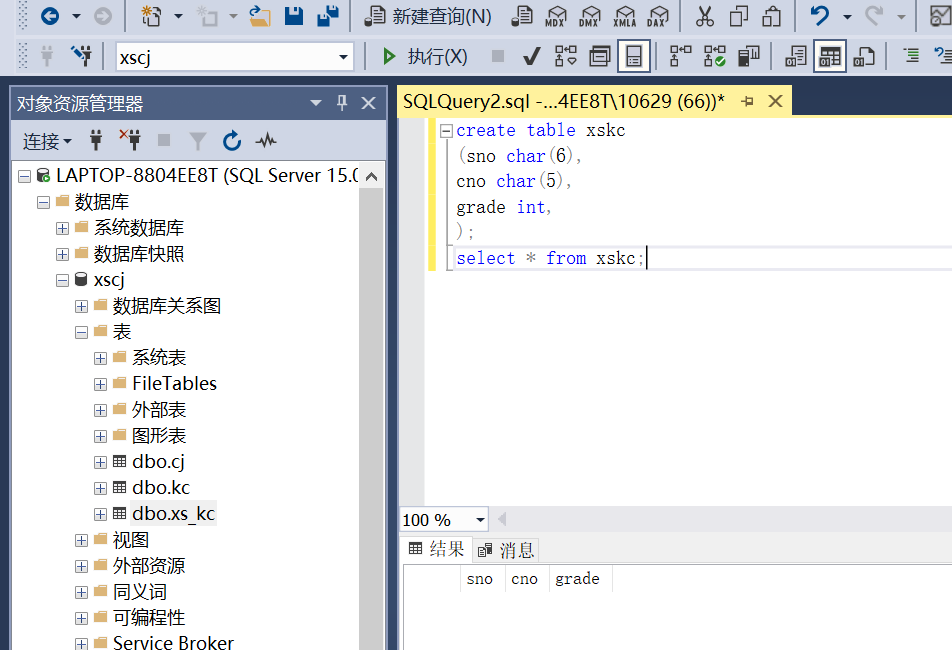 新建查询(N)
MDX DMX XMLA DAX
xscj
执行(X)
对象资源管理器
连接
LAPTOP-8804EE8T (SQL Server 15.0
数据库
系统数据库
数据库快照
xscj
数据库关系图
表
系统表
FileTables
外部表
图形表
dbo.cj
dbo.kc
dbo.xs_kc
视图
外部资源
同义词
可编程性
Service Broker
SQLQuery2.sql -...4EE8T\10629 (66))*
create table xskc
(sno char(6),
cno char(5),
grade int,
);
select * from xskc;
100 %
结果 消息
sno cno grade